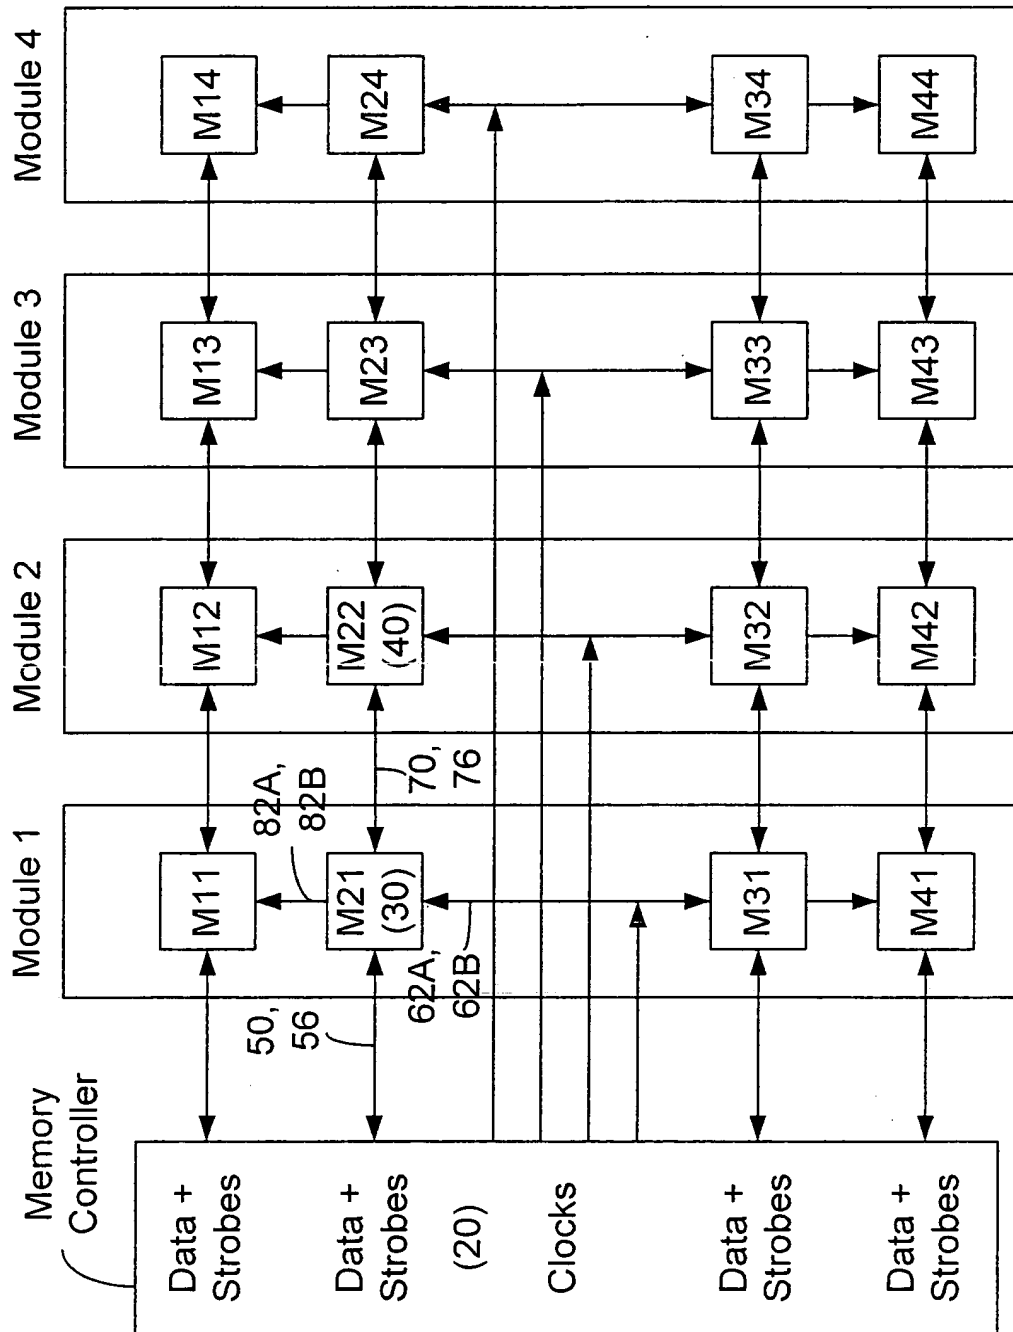 Module 1
Module 2
Module 3
Module 4
Memory
Controller
Data +
Strobes
M11
M12
M13
M14
82A,
82B
50,
56
Data +
Strobes
M21
(30)
70,
76
M22
(40)
M23
M24
(20)
62A,
62B
Clocks
Data +
Strobes
M31
M32
M33
M34
Data +
Strobes
M41
M42
M43
M44